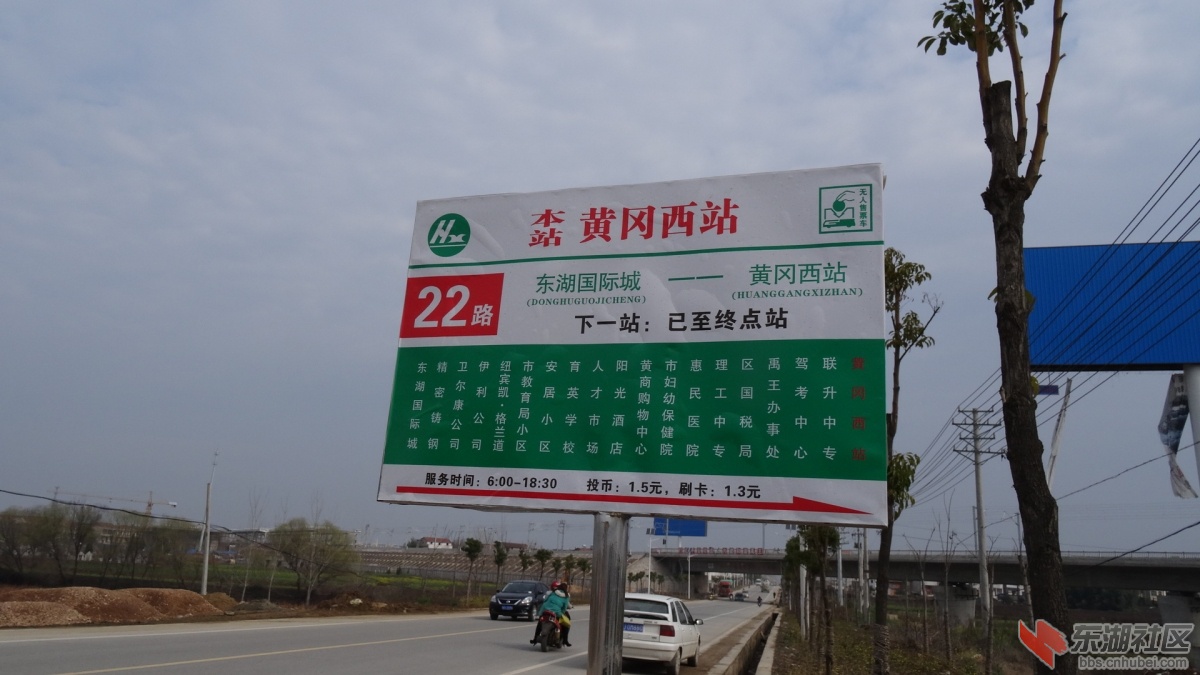 本站 黄冈西站
无人售票车
22路
东湖国际城 —— 黄冈西站
(DONGHUGUOJICHENG) (HUANGGANGXIZHAN)
下一站：已至终点站
东湖国际城
精密铸钢
卫尔康公司
伊利公司
纽宾凯·格兰道
市教育局小区
安居小区
育英学校
人才市场
阳光酒店
黄商购物中心
市妇幼保健院
惠民医院
理工中专
区国税局
禹王办事处
驾考中心
联升中专
黄冈西站
服务时间：6:00-18:30 投币：1.5元，刷卡：1.3元
东湖社区
bbs.cnhubei.com